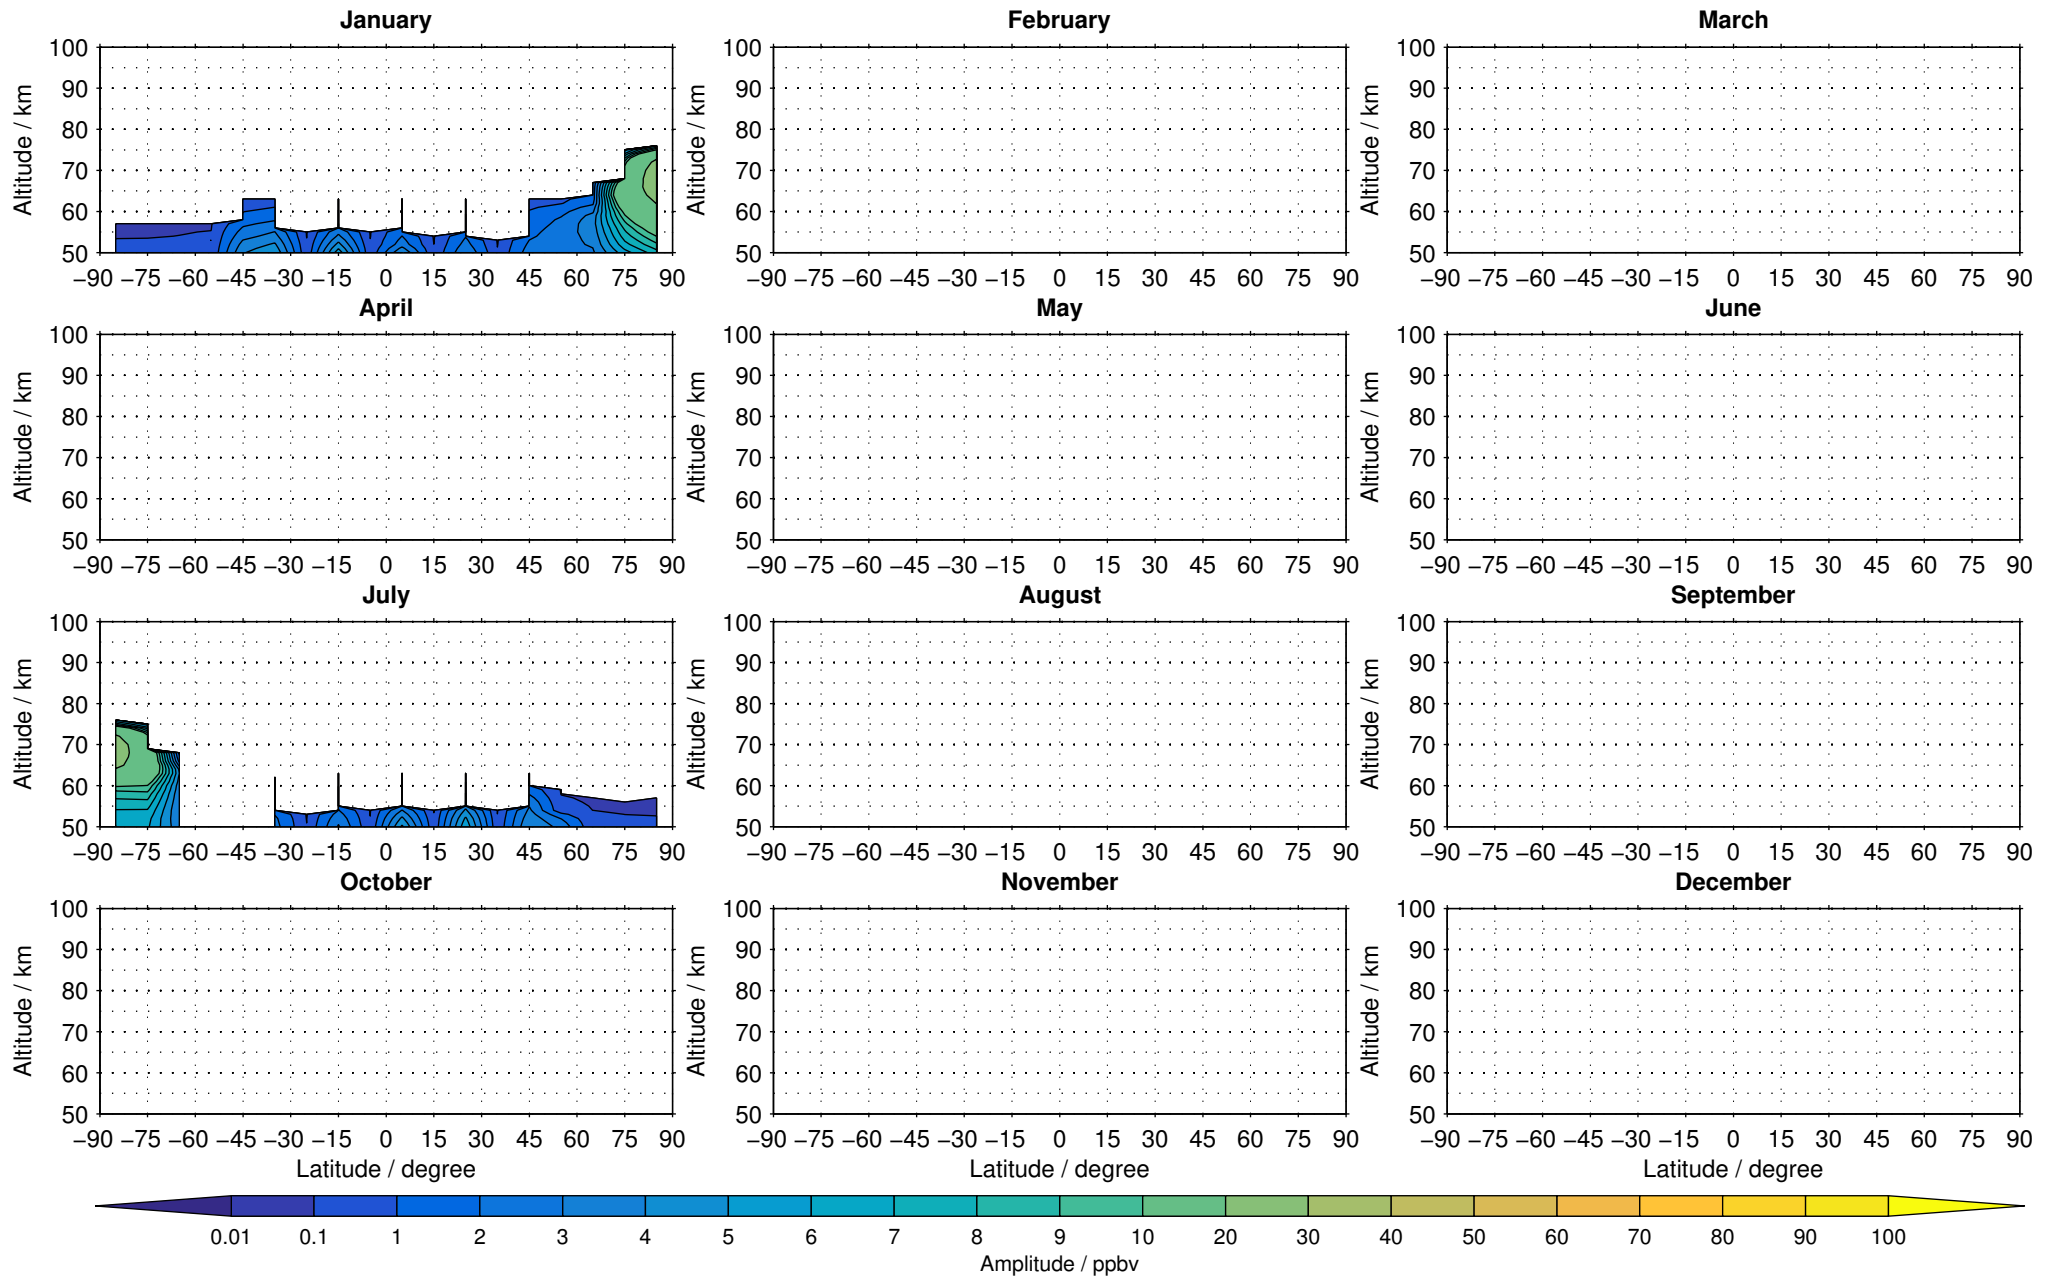 January February March
100 100 100
90 90 90
80 80 80
70 70 70
60 60 60
50 50 50
Altitude / km Altitude / km Altitude / km
−90 −75 −60 −45 −30 −15 0 15 30 45 60 75 90 −90 −75 −60 −45 −30 −15 0 15 30 45 60 75 90 −90 −75 −60 −45 −30 −15 0 15 30 45 60 75 90
April May June
100 100 100
90 90 90
80 80 80
70 70 70
60 60 60
50 50 50
Altitude / km Altitude / km Altitude / km
−90 −75 −60 −45 −30 −15 0 15 30 45 60 75 90 −90 −75 −60 −45 −30 −15 0 15 30 45 60 75 90 −90 −75 −60 −45 −30 −15 0 15 30 45 60 75 90
July August September
100 100 100
90 90 90
80 80 80
70 70 70
60 60 60
50 50 50
Altitude / km Altitude / km Altitude / km
−90 −75 −60 −45 −30 −15 0 15 30 45 60 75 90 −90 −75 −60 −45 −30 −15 0 15 30 45 60 75 90 −90 −75 −60 −45 −30 −15 0 15 30 45 60 75 90
October November December
100 100 100
90 90 90
80 80 80
70 70 70
60 60 60
50 50 50
Altitude / km Altitude / km Altitude / km
−90 −75 −60 −45 −30 −15 0 15 30 45 60 75 90 −90 −75 −60 −45 −30 −15 0 15 30 45 60 75 90 −90 −75 −60 −45 −30 −15 0 15 30 45 60 75 90
Latitude / degree Latitude / degree Latitude / degree
0.01 0.1 1 2 3 4 5 6 7 8 9 10 20 30 40 50 60 70 80 90 100
Amplitude / ppbv